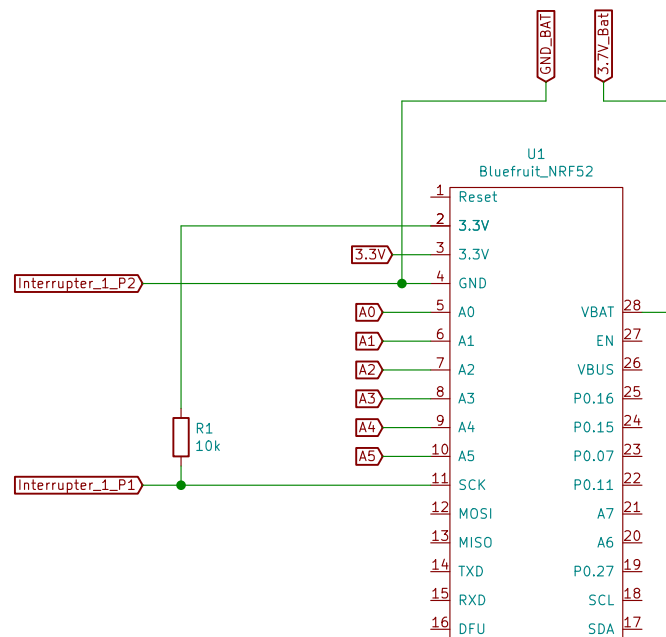 GND_BAT
3.7V_Bat
U1
Bluefruit_NRF52
1 Reset
2 3.3V
3.3V 3 3.3V
Interrupter_1_P2 4 GND
A0 5 A0 VBAT 28
A1 6 A1 EN 27
A2 7 A2 VBUS 26
A3 8 A3 P0.16 25
A4 9 A4 P0.15 24
R1
10k
A5 10 A5 P0.07 23
Interrupter_1_P1 11 SCK P0.11 22
12 MOSI A7 21
13 MISO A6 20
14 TXD P0.27 19
15 RXD SCL 18
16 DFU SDA 17